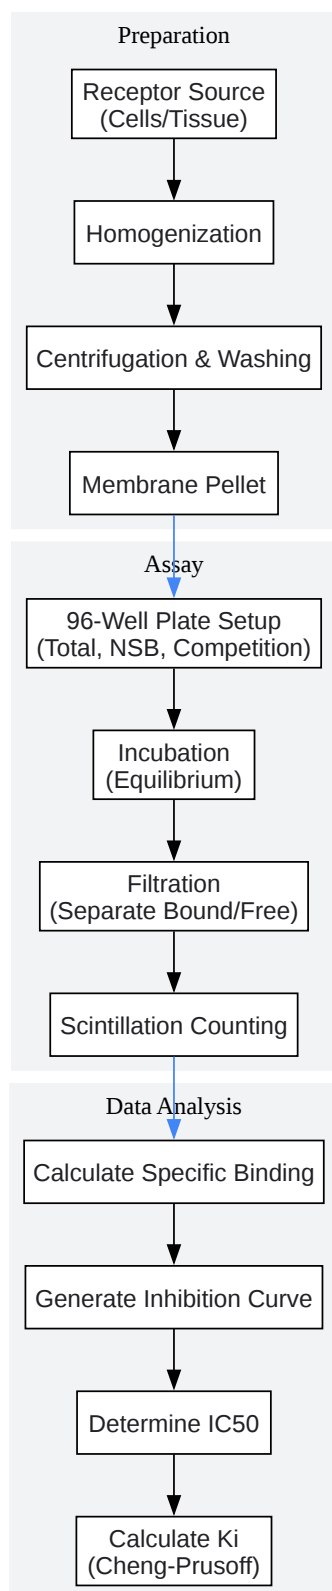 Preparation
Receptor Source
(Cells/Tissue)
Homogenization
Centrifugation & Washing
Membrane Pellet
Assay
96-Well Plate Setup
(Total, NSB, Competition)
Incubation
(Equilibrium)
Filtration
(Separate Bound/Free)
Scintillation Counting
Data Analysis
Calculate Specific Binding
Generate Inhibition Curve
Determine IC50
Calculate Ki
(Cheng-Prusoff)